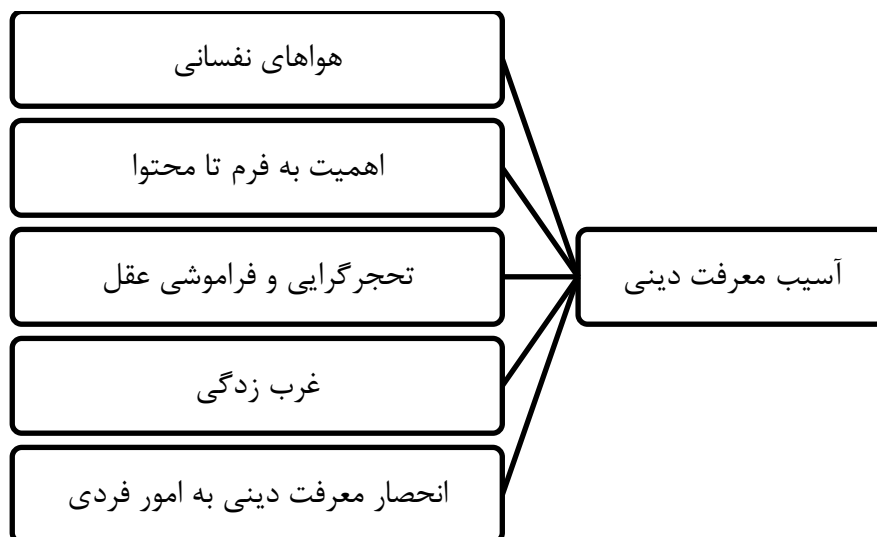 آسیب معرفت دینی
هواهای نفسانی
اهمیت به فرم تا محتوا
تحجرگرایی و فراموشی عقل
غرب زدگی
انحصار معرفت دینی به امور فردی